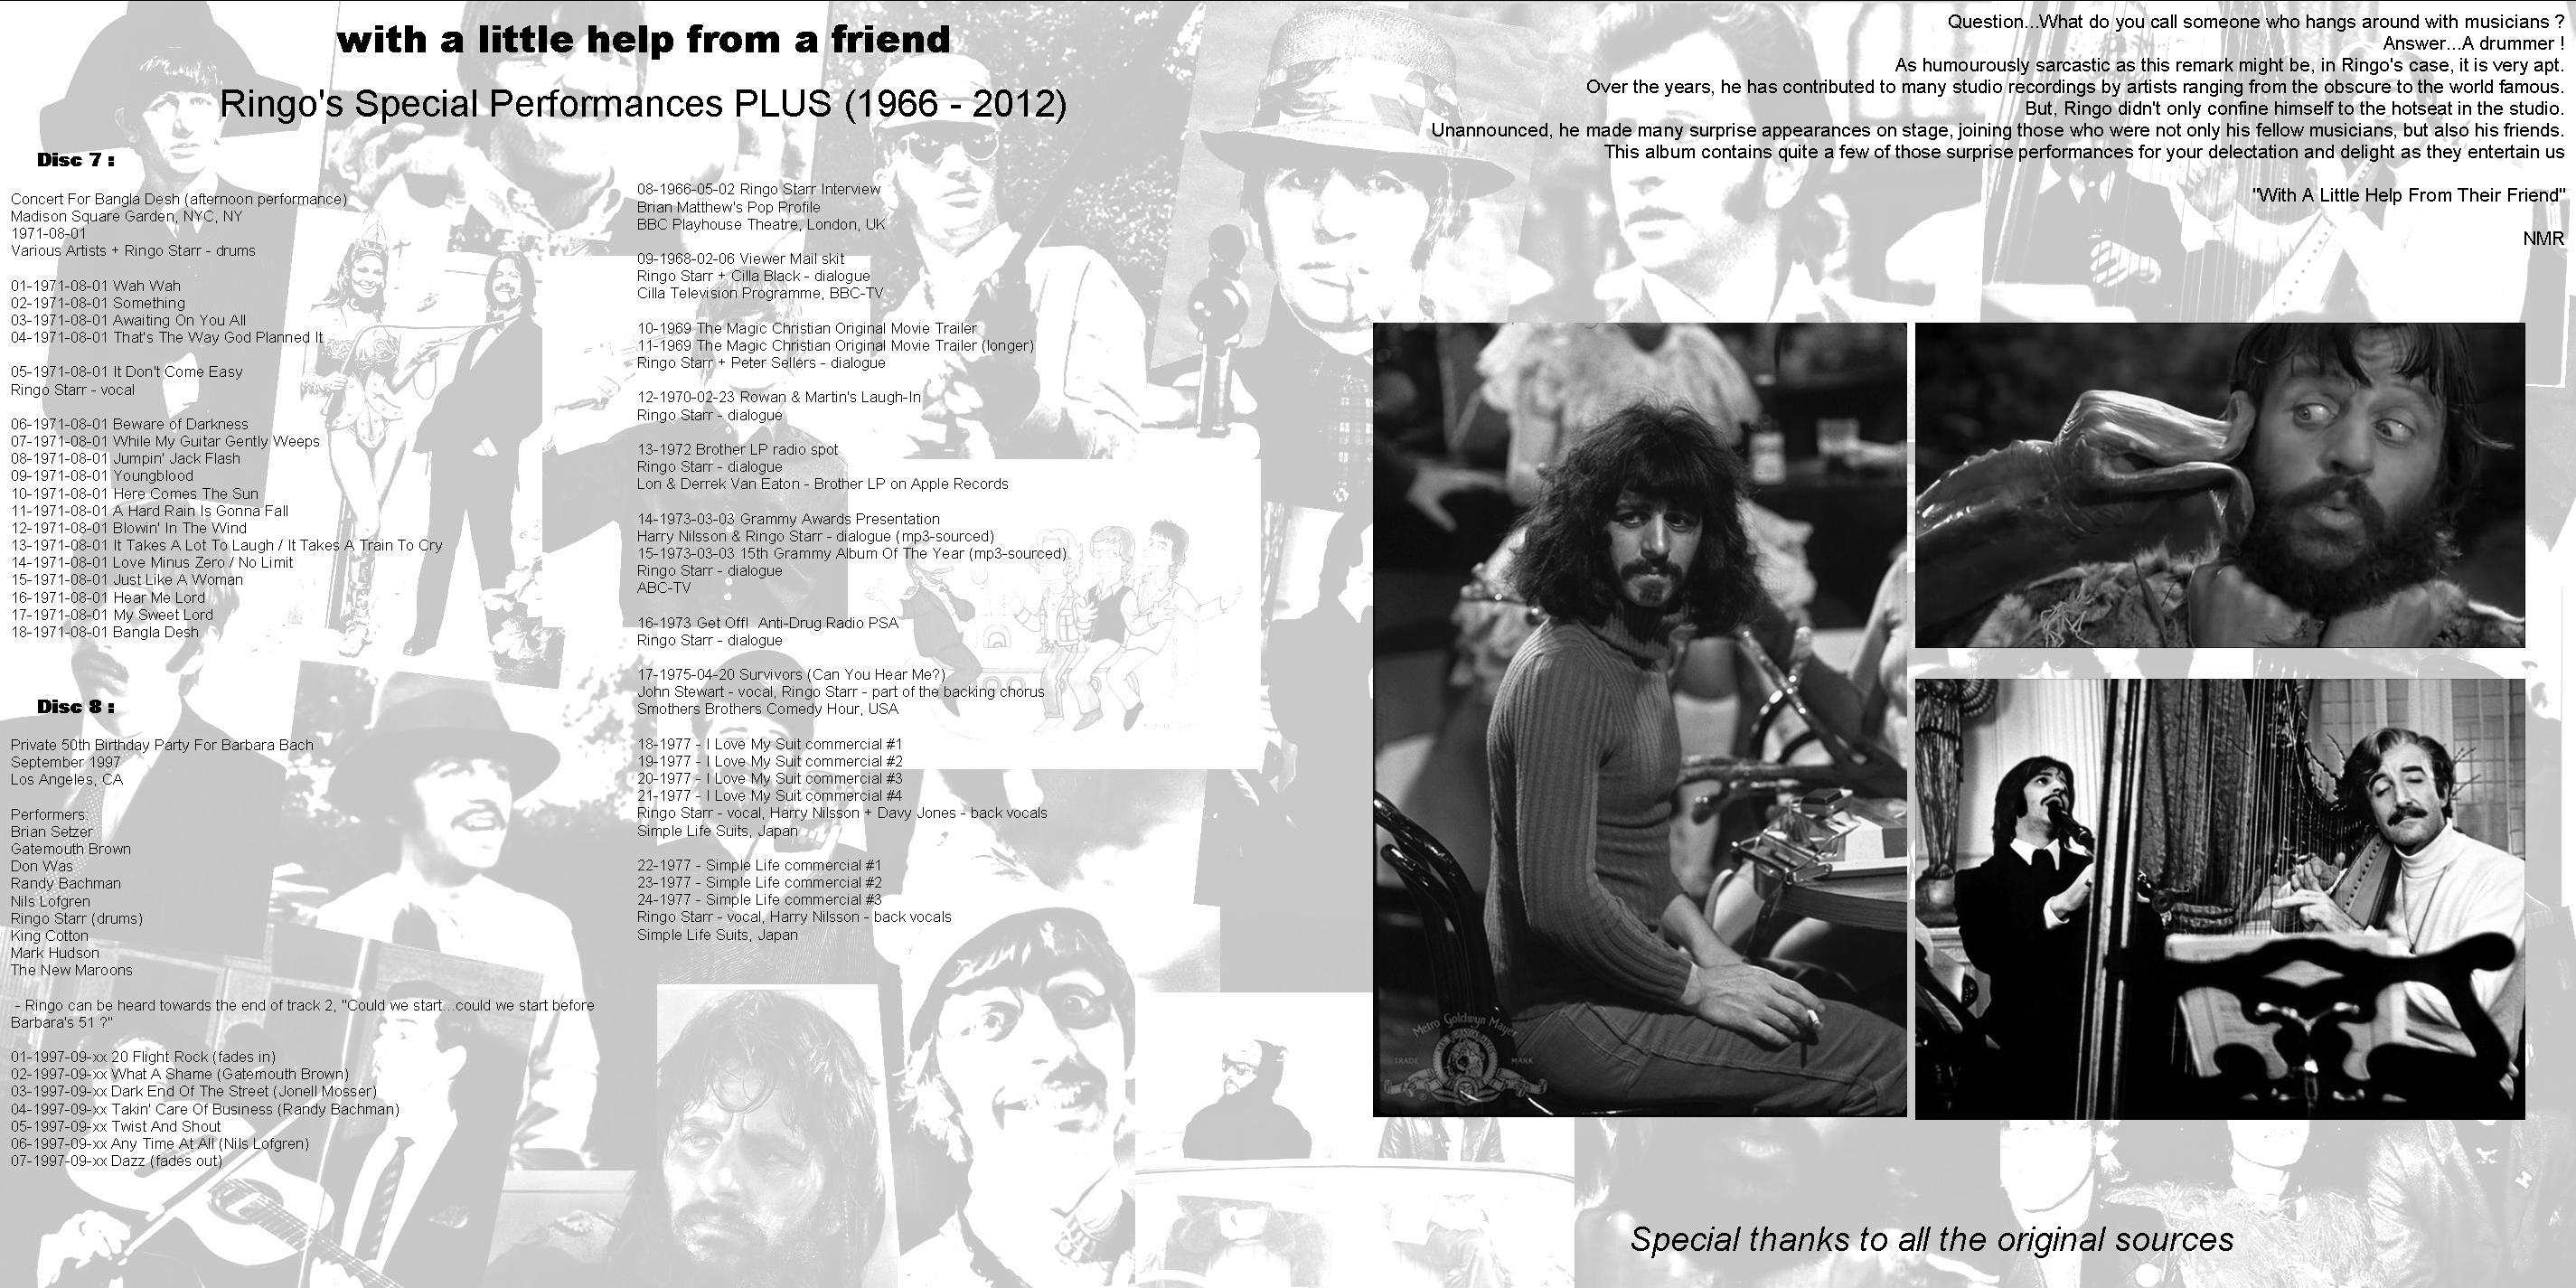 with a little help from a friend
Ringo's Special Performances PLUS (1966 - 2012)
Disc 7 :
Concert For Bangla Desh (afternoon performance)
Madison Square Garden, NYC, NY
1971-08-01
Various Artists + Ringo Starr - drums
01-1971-08-01 Wah Wah
02-1971-08-01 Something
03-1971-08-01 Awaiting On You All
04-1971-08-01 That's The Way God Planned It
05-1971-08-01 It Don't Come Easy
Ringo Starr - vocal
06-1971-08-01 Beware of Darkness
07-1971-08-01 While My Guitar Gently Weeps
08-1971-08-01 Jumpin' Jack Flash
09-1971-08-01 Youngblood
10-1971-08-01 Here Comes The Sun
11-1971-08-01 A Hard Rain Is Gonna Fall
12-1971-08-01 Blowin' In The Wind
13-1971-08-01 It Takes A Lot To Laugh / It Takes A Train To Cry
14-1971-08-01 Love Minus Zero / No Limit
15-1971-08-01 Just Like A Woman
16-1971-08-01 Hear Me Lord
17-1971-08-01 My Sweet Lord
18-1971-08-01 Bangla Desh
Disc 8 :
Private 50th Birthday Party For Barbara Bach
September 1997
Los Angeles, CA
Performers:
Brian Setzer
Gatemouth Brown
Don Was
Randy Bachman
Nils Lofgren
Ringo Starr (drums)
King Cotton
Mark Hudson
The New Maroons
- Ringo can be heard towards the end of track 2, "Could we start...could we start before
Barbara's 51 ?"
01-1997-09-xx 20 Flight Rock (fades in)
02-1997-09-xx What A Shame (Gatemouth Brown)
03-1997-09-xx Dark End Of The Street (Jonell Mosser)
04-1997-09-xx Takin' Care Of Business (Randy Bachman)
05-1997-09-xx Twist And Shout
06-1997-09-xx Any Time At All (Nils Lofgren)
07-1997-09-xx Dazz (fades out)
08-1966-05-02 Ringo Starr Interview
Brian Matthew's Pop Profile
BBC Playhouse Theatre, London, UK
09-1968-02-06 Viewer Mail skit
Ringo Starr + Cilla Black - dialogue
Cilla Television Programme, BBC-TV
10-1969 The Magic Christian Original Movie Trailer
11-1969 The Magic Christian Original Movie Trailer (longer)
Ringo Starr + Peter Sellers - dialogue
12-1970-02-23 Rowan & Martin's Laugh-In
Ringo Starr - dialogue
13-1972 Brother LP radio spot
Ringo Starr - dialogue
Lon & Derrek Van Eaton - Brother LP on Apple Records
14-1973-03-03 Grammy Awards Presentation
Harry Nilsson & Ringo Starr - dialogue (mp3-sourced)
15-1973-03-03 15th Grammy Album Of The Year (mp3-sourced)
Ringo Starr - dialogue
ABC-TV
16-1973 Get Off!  Anti-Drug Radio PSA
Ringo Starr - dialogue
17-1975-04-20 Survivors (Can You Hear Me?)
John Stewart - vocal, Ringo Starr - part of the backing chorus
Smothers Brothers Comedy Hour, USA
18-1977 - I Love My Suit commercial #1
19-1977 - I Love My Suit commercial #2
20-1977 - I Love My Suit commercial #3
21-1977 - I Love My Suit commercial #4
Ringo Starr - vocal, Harry Nilsson + Davy Jones - back vocals
Simple Life Suits, Japan
22-1977 - Simple Life commercial #1
23-1977 - Simple Life commercial #2
24-1977 - Simple Life commercial #3
Ringo Starr - vocal, Harry Nilsson - back vocals
Simple Life Suits, Japan
Question...What do you call someone who hangs around with musicians ?
Answer...A drummer !
As humourously sarcastic as this remark might be, in Ringo's case, it is very apt.
Over the years, he has contributed to many studio recordings by artists ranging from the obscure to the world famous.
But, Ringo didn't only confine himself to the hotseat in the studio.
Unannounced, he made many surprise appearances on stage, joining those who were not only his fellow musicians, but also his friends.
This album contains quite a few of those surprise performances for your delectation and delight as they entertain us
"With A Little Help From Their Friend"
NMR
Metro Goldwyn Mayer
TRADE MARK
Special thanks to all the original sources